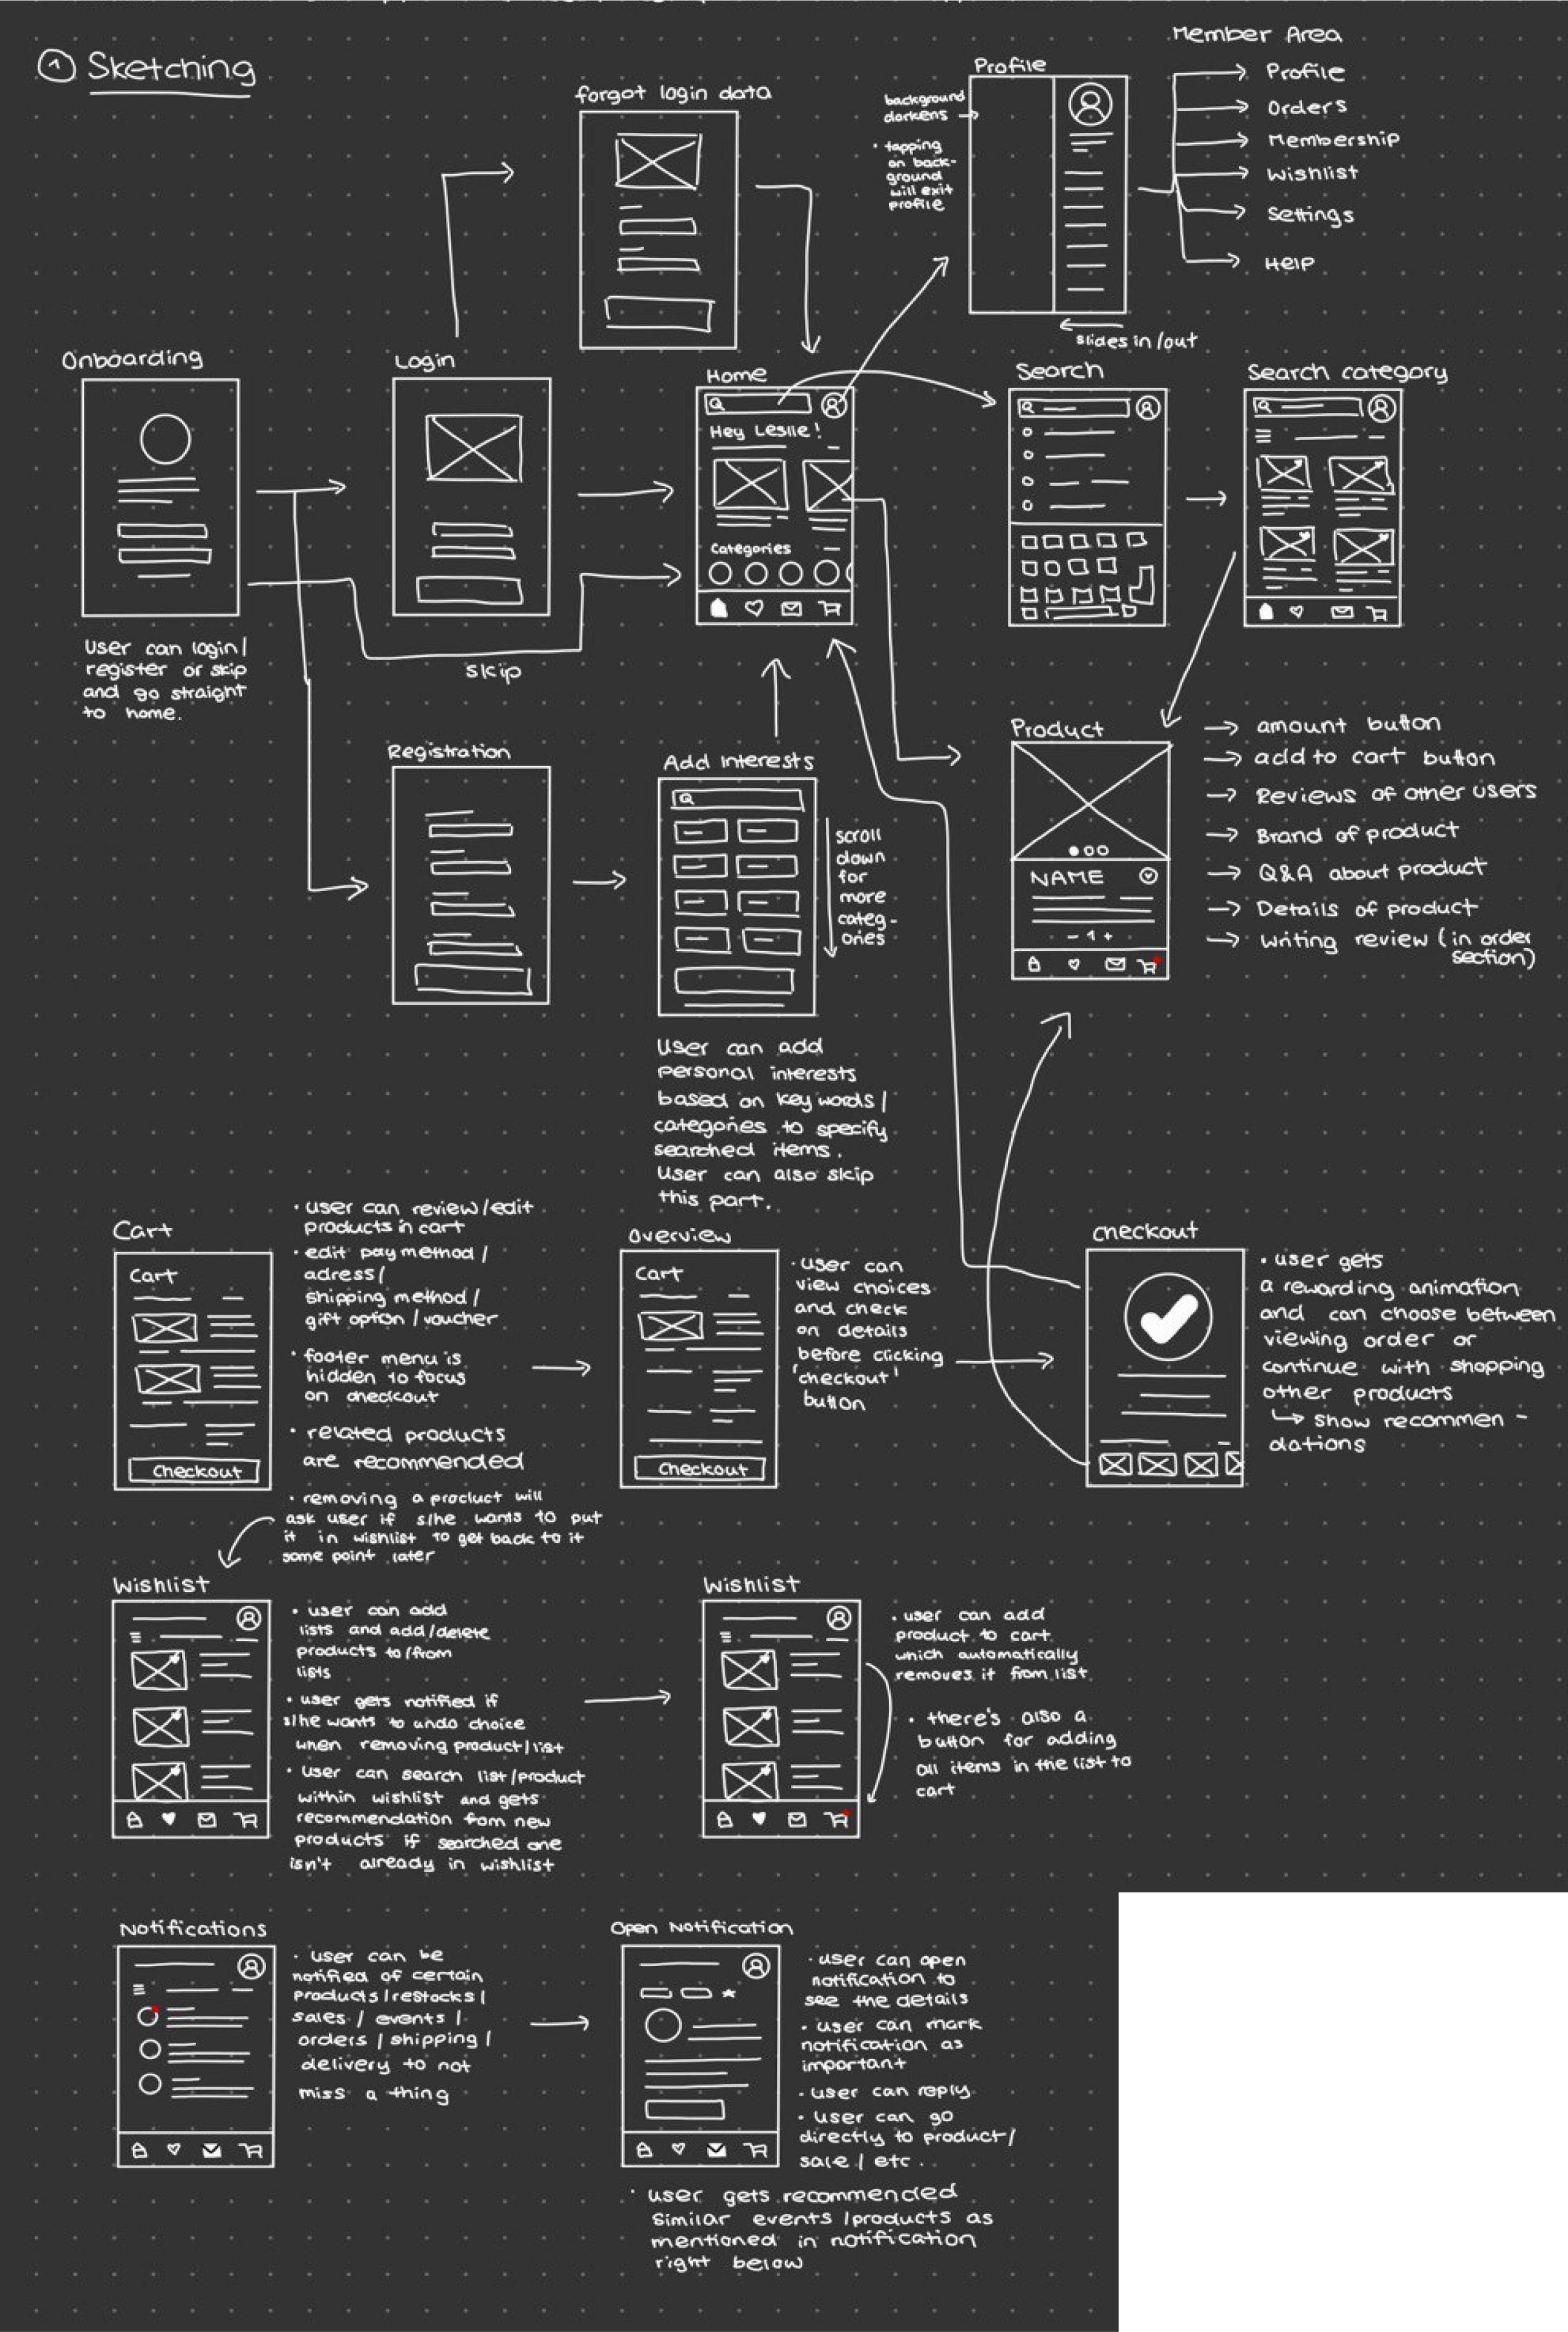 1 Sketching
forgot login data
Profile
background
darkens
• tapping
on back-
ground
will exit
profile
slides in/out
Member Area
Profile
Orders
Membership
Wishlist
Settings
Help
Onboarding
User can login/
register or skip
and go straight
to home.
Login
skip
Home
Hey Leslie!
Categories
Search
Search category
Registration
Add Interests
scroll
down
for
more
categ-
ories
User can add
personal interests
based on keywords/
categories to specify
searched items.
User can also skip
this part.
Product
NAME
- 1 +
amount button
add to cart button
Reviews of other users
Brand of product
Q&A about product
Details of product
writing review (in order
section)
Cart
Cart
Checkout
• user can review/edit
products in cart
• edit pay method/
adress/
shipping method/
gift option/voucher
• footer menu is
hidden to focus
on checkout
• related products
are recommended
• removing a product will
ask user if s/he wants to put
it in wishlist to get back to it
some point later
Overview
Cart
Checkout
• user can
view choices
and check
on details
before clicking
'checkout'
button
Checkout
• user gets
a rewarding animation
and can choose between
viewing order or
continue with shopping
other products
show recommen-
dations
Wishlist
• user can add
lists and add/delete
products to/from
lists
• user gets notified if
s/he wants to undo choice
when removing product/list
• user can search list/product
within wishlist and gets
recommendation from new
products if searched one
isn't already in wishlist
Wishlist
• user can add
product to cart
which automatically
removes it from list
• there's also a
button for adding
all items in the list to
cart
Notifications
• user can be
notified of certain
products/restocks/
sales/events/
orders/shipping/
delivery to not
miss a thing
Open Notification
• user can open
notification to
see the details
• user can mark
notification as
important
• user can reply
• user can go
directly to product/
sale/etc.
• user gets recommended
similar events/products as
mentioned in notification
right below